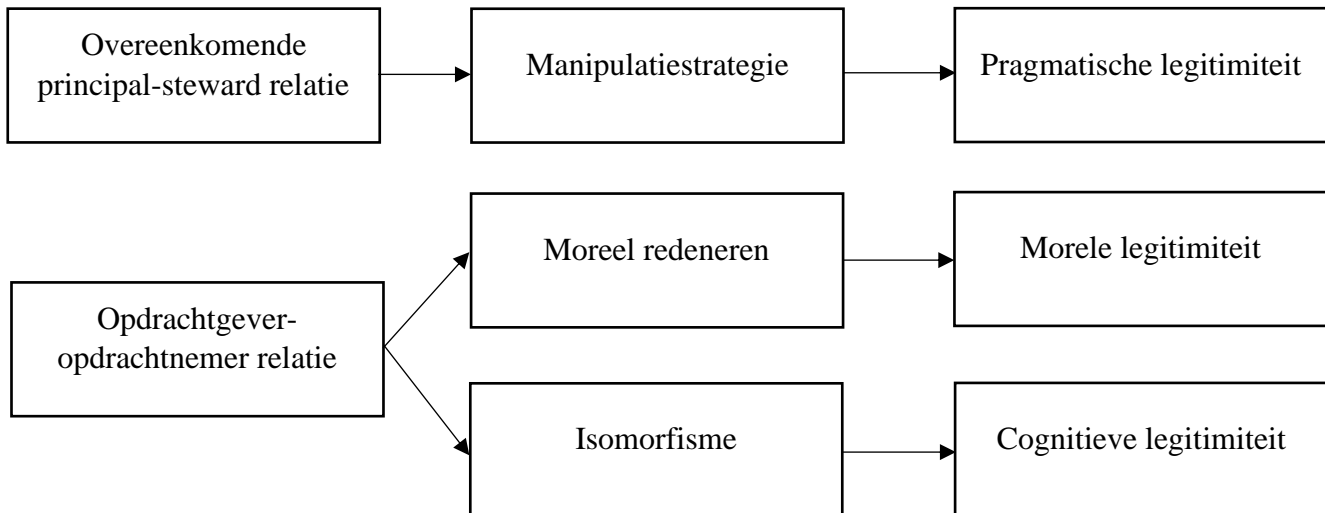 Overeenkomende
principal-steward relatie
Manipulatiestrategie
Pragmatische legitimiteit
Moreel redeneren
Morele legitimiteit
Opdrachtgever-
opdrachtnemer relatie
Isomorfisme
Cognitieve legitimiteit